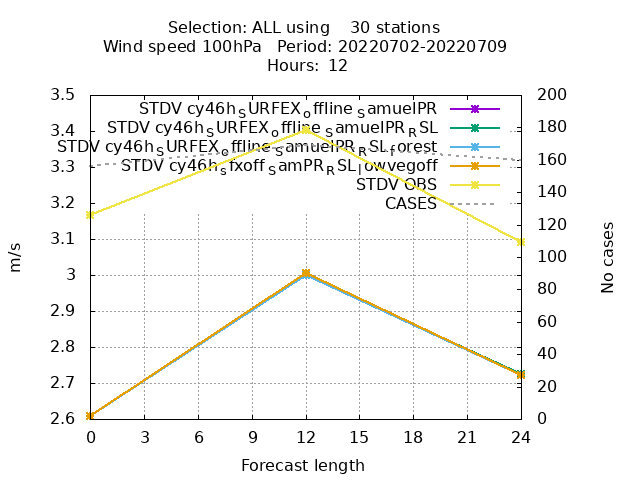 Selection: ALL using    30 stations
Wind speed 100hPa   Period: 20220702-20220709
Hours:  12
STDV cy46h_SURFEX_offline_SamuelPR
STDV cy46h_SURFEX_offline_SamuelPR_RSL
STDV cy46h_SURFEX_offline_SamuelPR_RSL_forest
STDV cy46h_sfxoff_SamPR_RSL_lowvegoff
STDV OBS
CASES
3.5
3.4
3.3
3.2
3.1
3
2.9
2.8
2.7
2.6
m/s
200
180
160
140
120
100
80
60
40
20
0
No cases
0 3 6 9 12 15 18 21 24
Forecast length